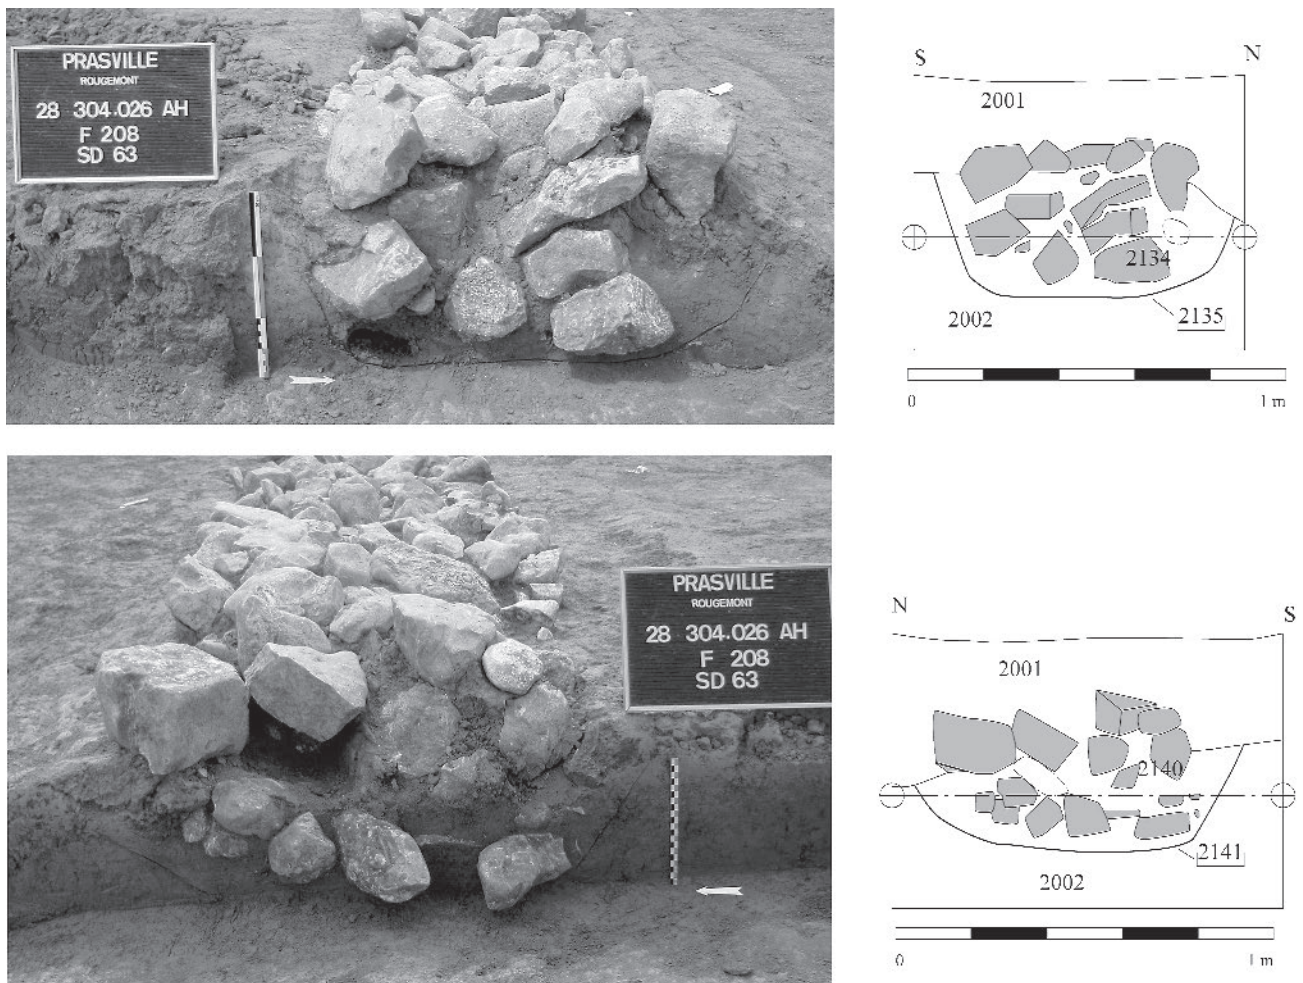 PRASVILLE
ROUGEMONT
28 304.026 AH
F 208
SD 63
S N
2001
2134
2002
2135
0 1 m
PRASVILLE
ROUGEMONT
28 304.026 AH
F 208
SD 63
N S
2001
2140
2141
2002
0 1 m